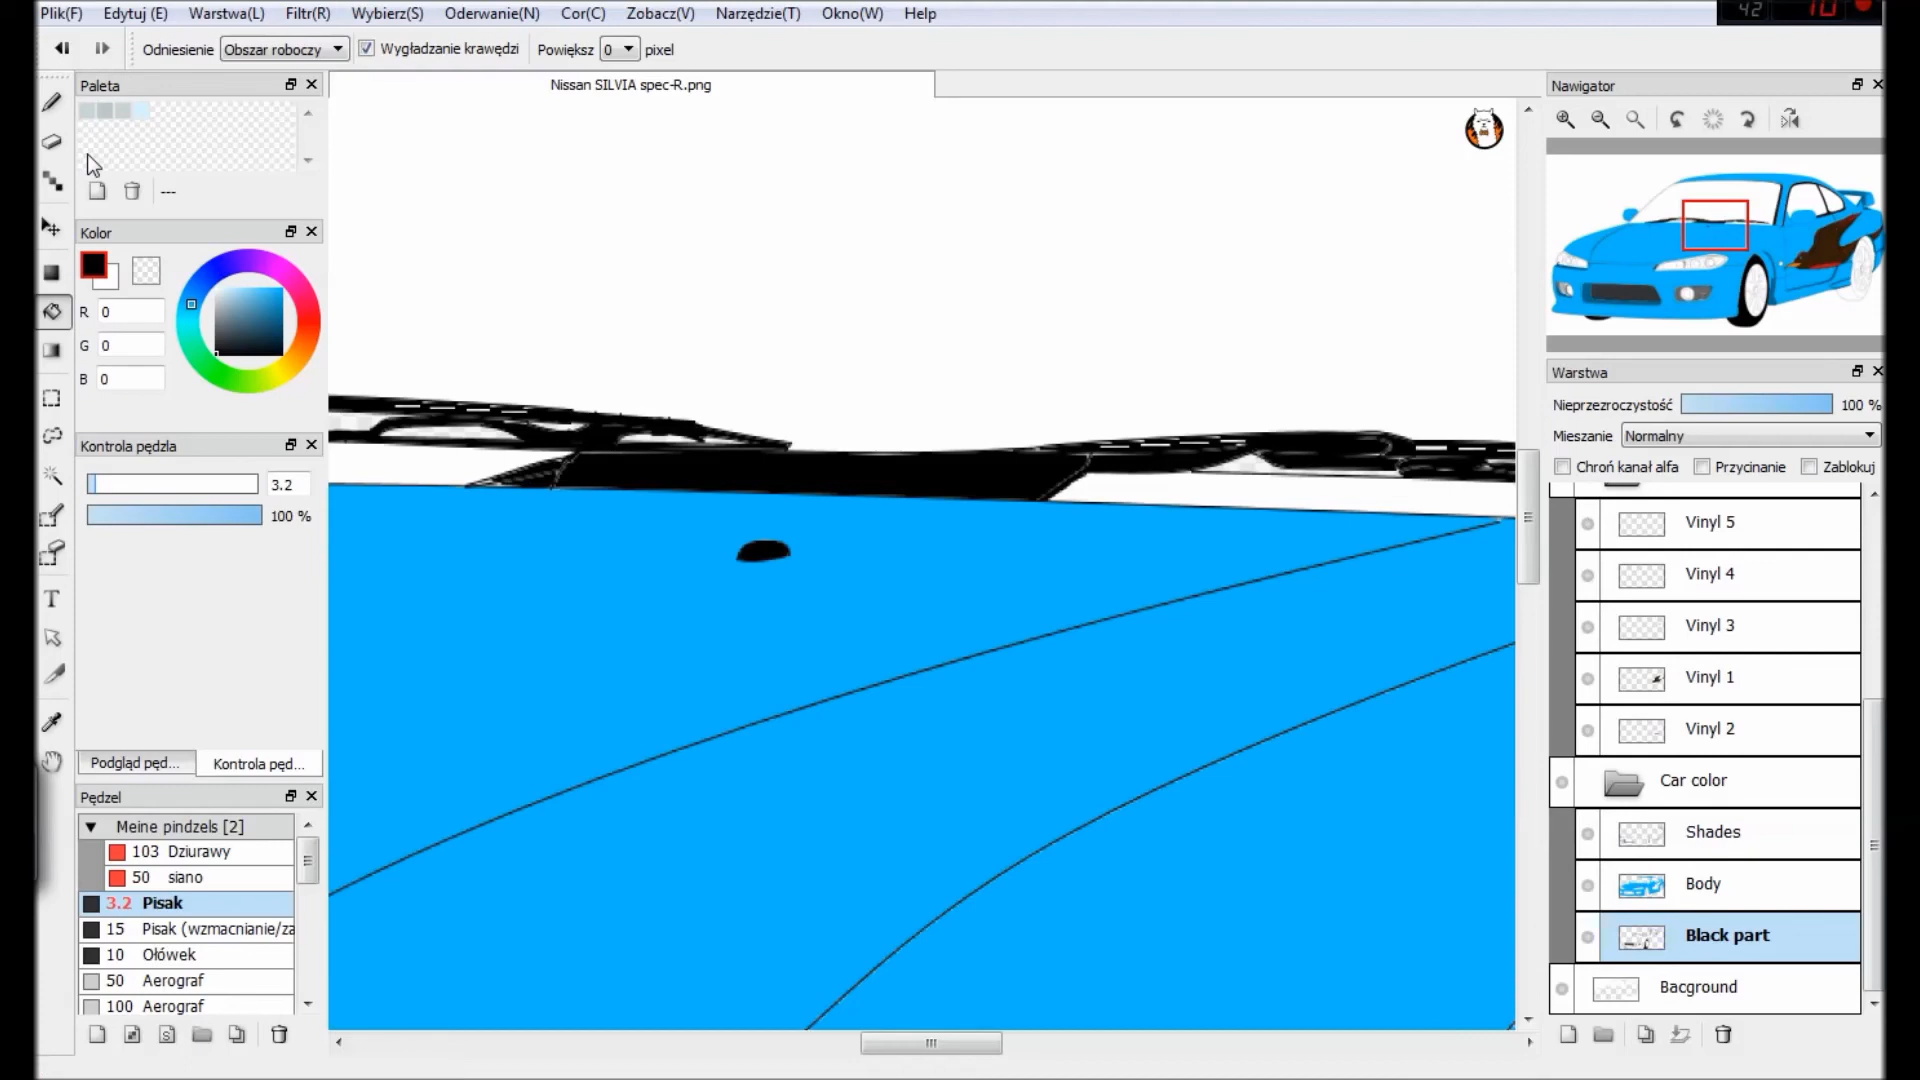 Plik(F) Edytuj (E) Warstwa(L) Filtr(R) Wybierz(S) Oderwanie(N) Cor(C) Zobacz(V) Narzędzie(T) Okno(W) Help
42 10
Odniesienie Obszar roboczy Wygładzanie krawędzi Powiększ 0 pixel
Paleta
Nissan SILVIA spec-R.png
Nawigator
---
Kolor
R 0
G 0
B 0
Warstwa
Nieprzezroczystość 100 %
Mieszanie Normalny
Chroń kanał alfa Przycinanie Zablokuj
Kontrola pędzla
3.2
100 %
Vinyl 5
Vinyl 4
Vinyl 3
Vinyl 1
Vinyl 2
Car color
Shades
Body
Black part
Bacground
Podgląd pęd... Kontrola pęd...
Pędzel
Meine pindzels [2]
103 Dziurawy
50 siano
3.2 Pisak
15 Pisak (wzmacnianie/za
10 Ołówek
50 Aerograf
100 Aerograf
T
S